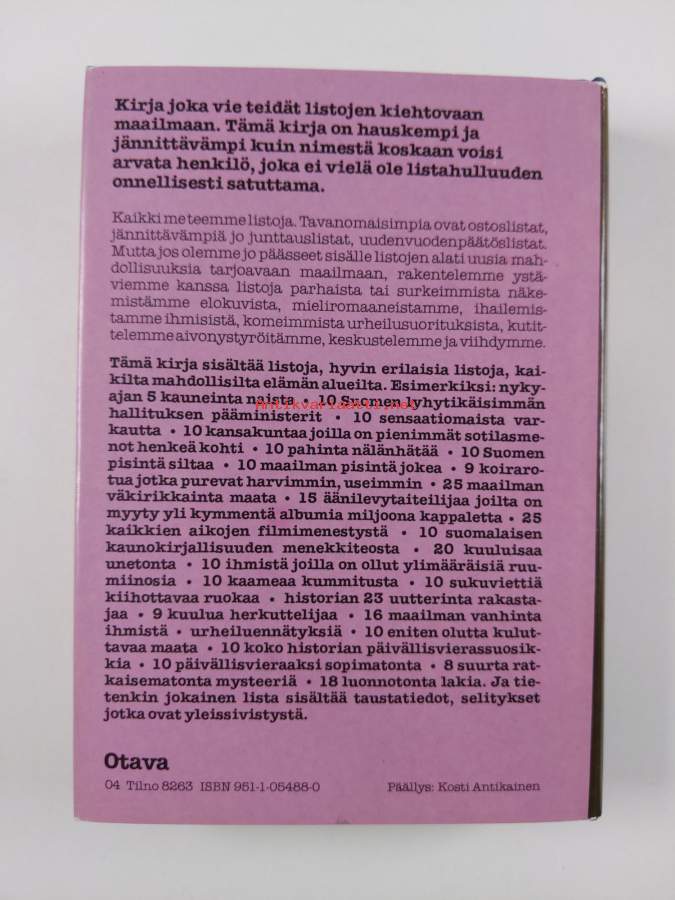 Kirja joka vie teidät listojen kiehtovaan
maailmaan. Tämä kirja on hauskempi ja
jännittävämpi kuin nimestä koskaan voisi
arvata henkilö, joka ei vielä ole listahulluuden
onnellisesti satuttama.
Kaikki me teemme listoja. Tavanomaisimpia ovat ostoslistat,
jännittävämpiä jo junttauslistat, uudenvuodenpäätöslistat.
Mutta jos olemme jo päässeet sisälle listojen alati uusia mah-
dollisuuksia tarjoavaan maailmaan, rakentelemme ystä-
viemme kanssa listoja parhaista tai surkeimmista näke-
mistämme elokuvista, mieliromaaneistamme, ihailemis-
tamme ihmisistä, komeimmista urheilusuorituksista, kutit-
telemme aivonystyröitämme, keskustelemme ja viihdymme.
Tämä kirja sisältää listoja, hyvin erilaisia listoja, kai-
kilta mahdollisilta elämän alueilta. Esimerkiksi: nyky-
ajan 5 kauneinta naista • 10 Suomen lyhytikäisimmän
Antikvariaatti.net
hallituksen pääministerit • 10 sensaatiomaista var-
kautta • 10 kansakuntaa joilla on pienimmät sotilasme-
not henkeä kohti • 10 pahinta nälänhätää • 10 Suomen
pisintä siltaa • 10 maailman pisintä jokea • 9 koiraro-
tua jotka purevat harvimmin, useimmin • 25 maailman
väkirikkainta maata • 15 äänilevytaiteilijaa joilta on
myyty yli kymmentä albumia miljoona kappaletta • 25
kaikkien aikojen filmimenestystä • 10 suomalaisen
kaunokirjallisuuden menekkiteosta • 20 kuuluisaa
unetonta • 10 ihmistä joilla on ollut ylimääräisiä ruu-
miinosia • 10 kaameaa kummitusta • 10 sukuviettiä
kiihottavaa ruokaa • historian 23 uutterinta rakasta-
jaa • 9 kuulua herkuttelijaa • 16 maailman vanhinta
ihmistä • urheiluennätyksiä • 10 eniten olutta kulut-
tavaa maata • 10 koko historian päivällisvierassuosik-
kia • 10 päivällisvieraaksi sopimatonta • 8 suurta rat-
kaisematonta mysteeriä • 18 luonnotonta lakia. Ja tie-
tenkin jokainen lista sisältää taustatiedot, selitykset
jotka ovat yleissivistystä.
Otava
04 Tilno 8263 ISBN 951-1-05488-0
Päällys: Kosti Antikainen